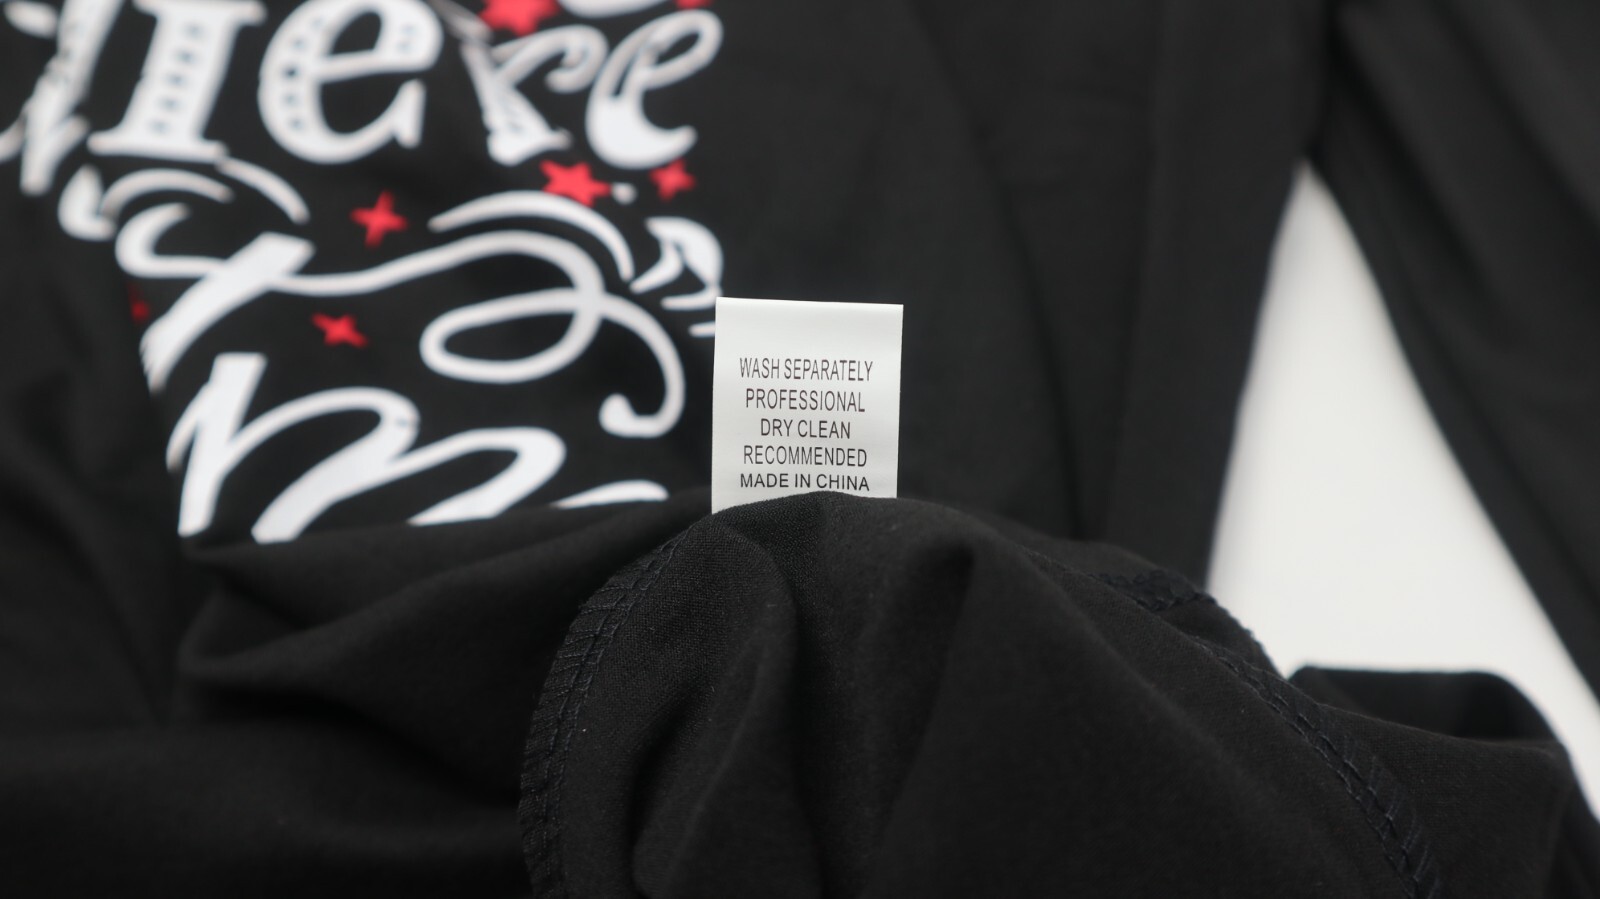 WASH SEPARATELY
PROFESSIONAL
DRY CLEAN
RECOMMENDED
MADE IN CHINA